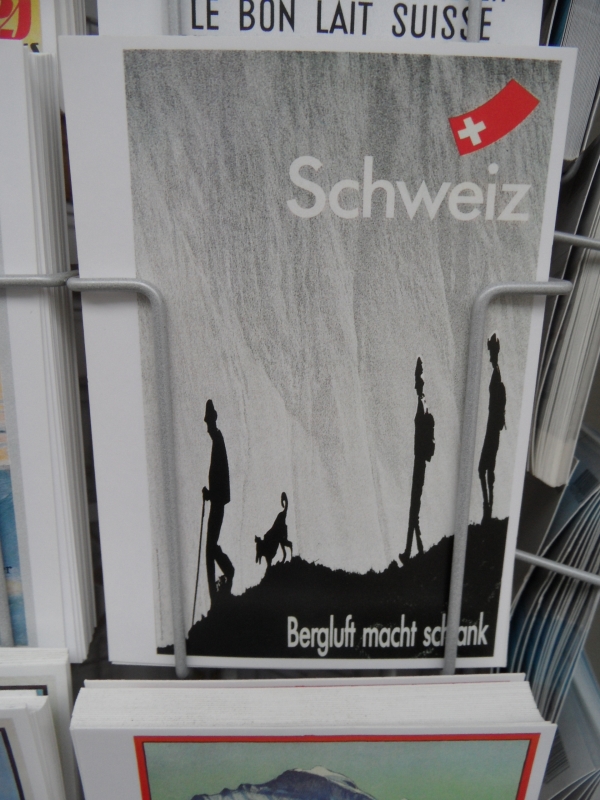 LE BON LAIT SUISSE
Schweiz
Bergluft macht schlank